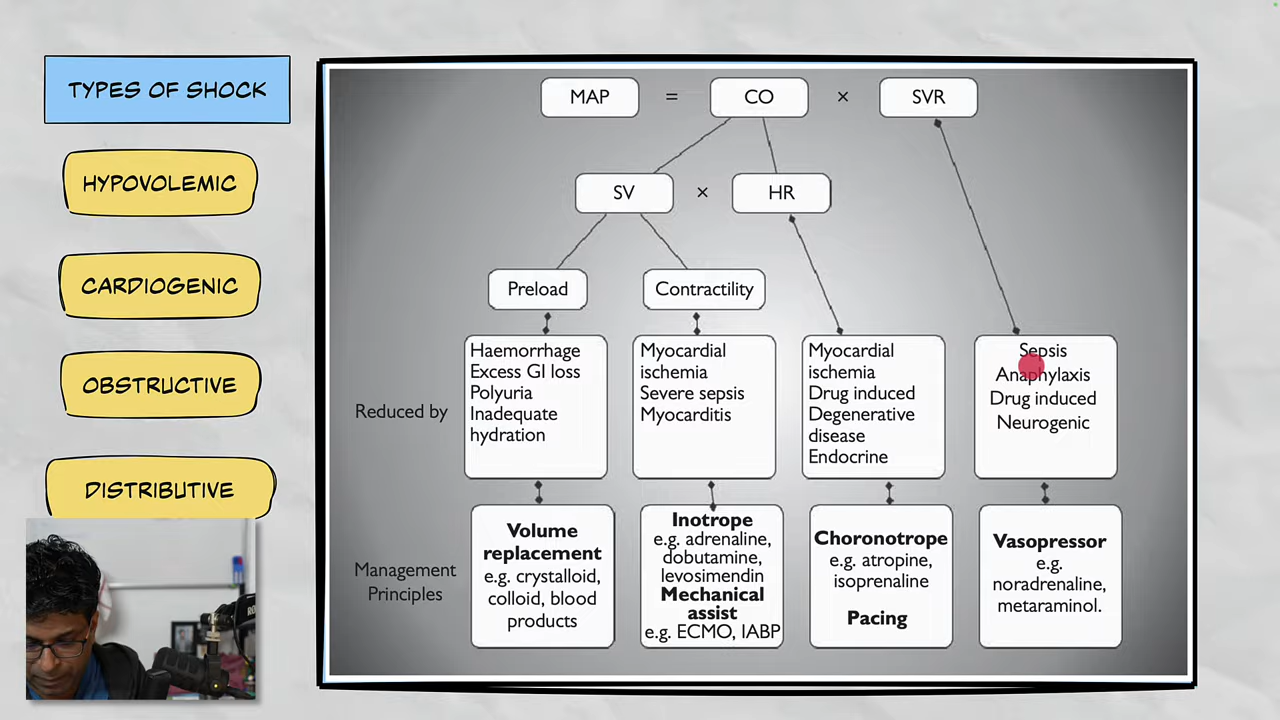 TYPES OF SHOCK
HYPOVOLEMIC
CARDIOGENIC
OBSTRUCTIVE
DISTRIBUTIVE
MAP = CO × SVR
SV × HR
Preload
Contractility
Reduced by
Haemorrhage
Excess GI loss
Polyuria
Inadequate
hydration
Myocardial
ischemia
Severe sepsis
Myocarditis
Myocardial
ischemia
Drug induced
Degenerative
disease
Endocrine
Sepsis
Anaphylaxis
Drug induced
Neurogenic
Management
Principles
Volume
replacement
e.g. crystalloid,
colloid, blood
products
Inotrope
e.g. adrenaline,
dobutamine,
levosimendin
Mechanical
assist
e.g. ECMO, IABP
Choronotrope
e.g. atropine,
isoprenaline
Pacing
Vasopressor
e.g.
noradrenaline,
metaraminol.